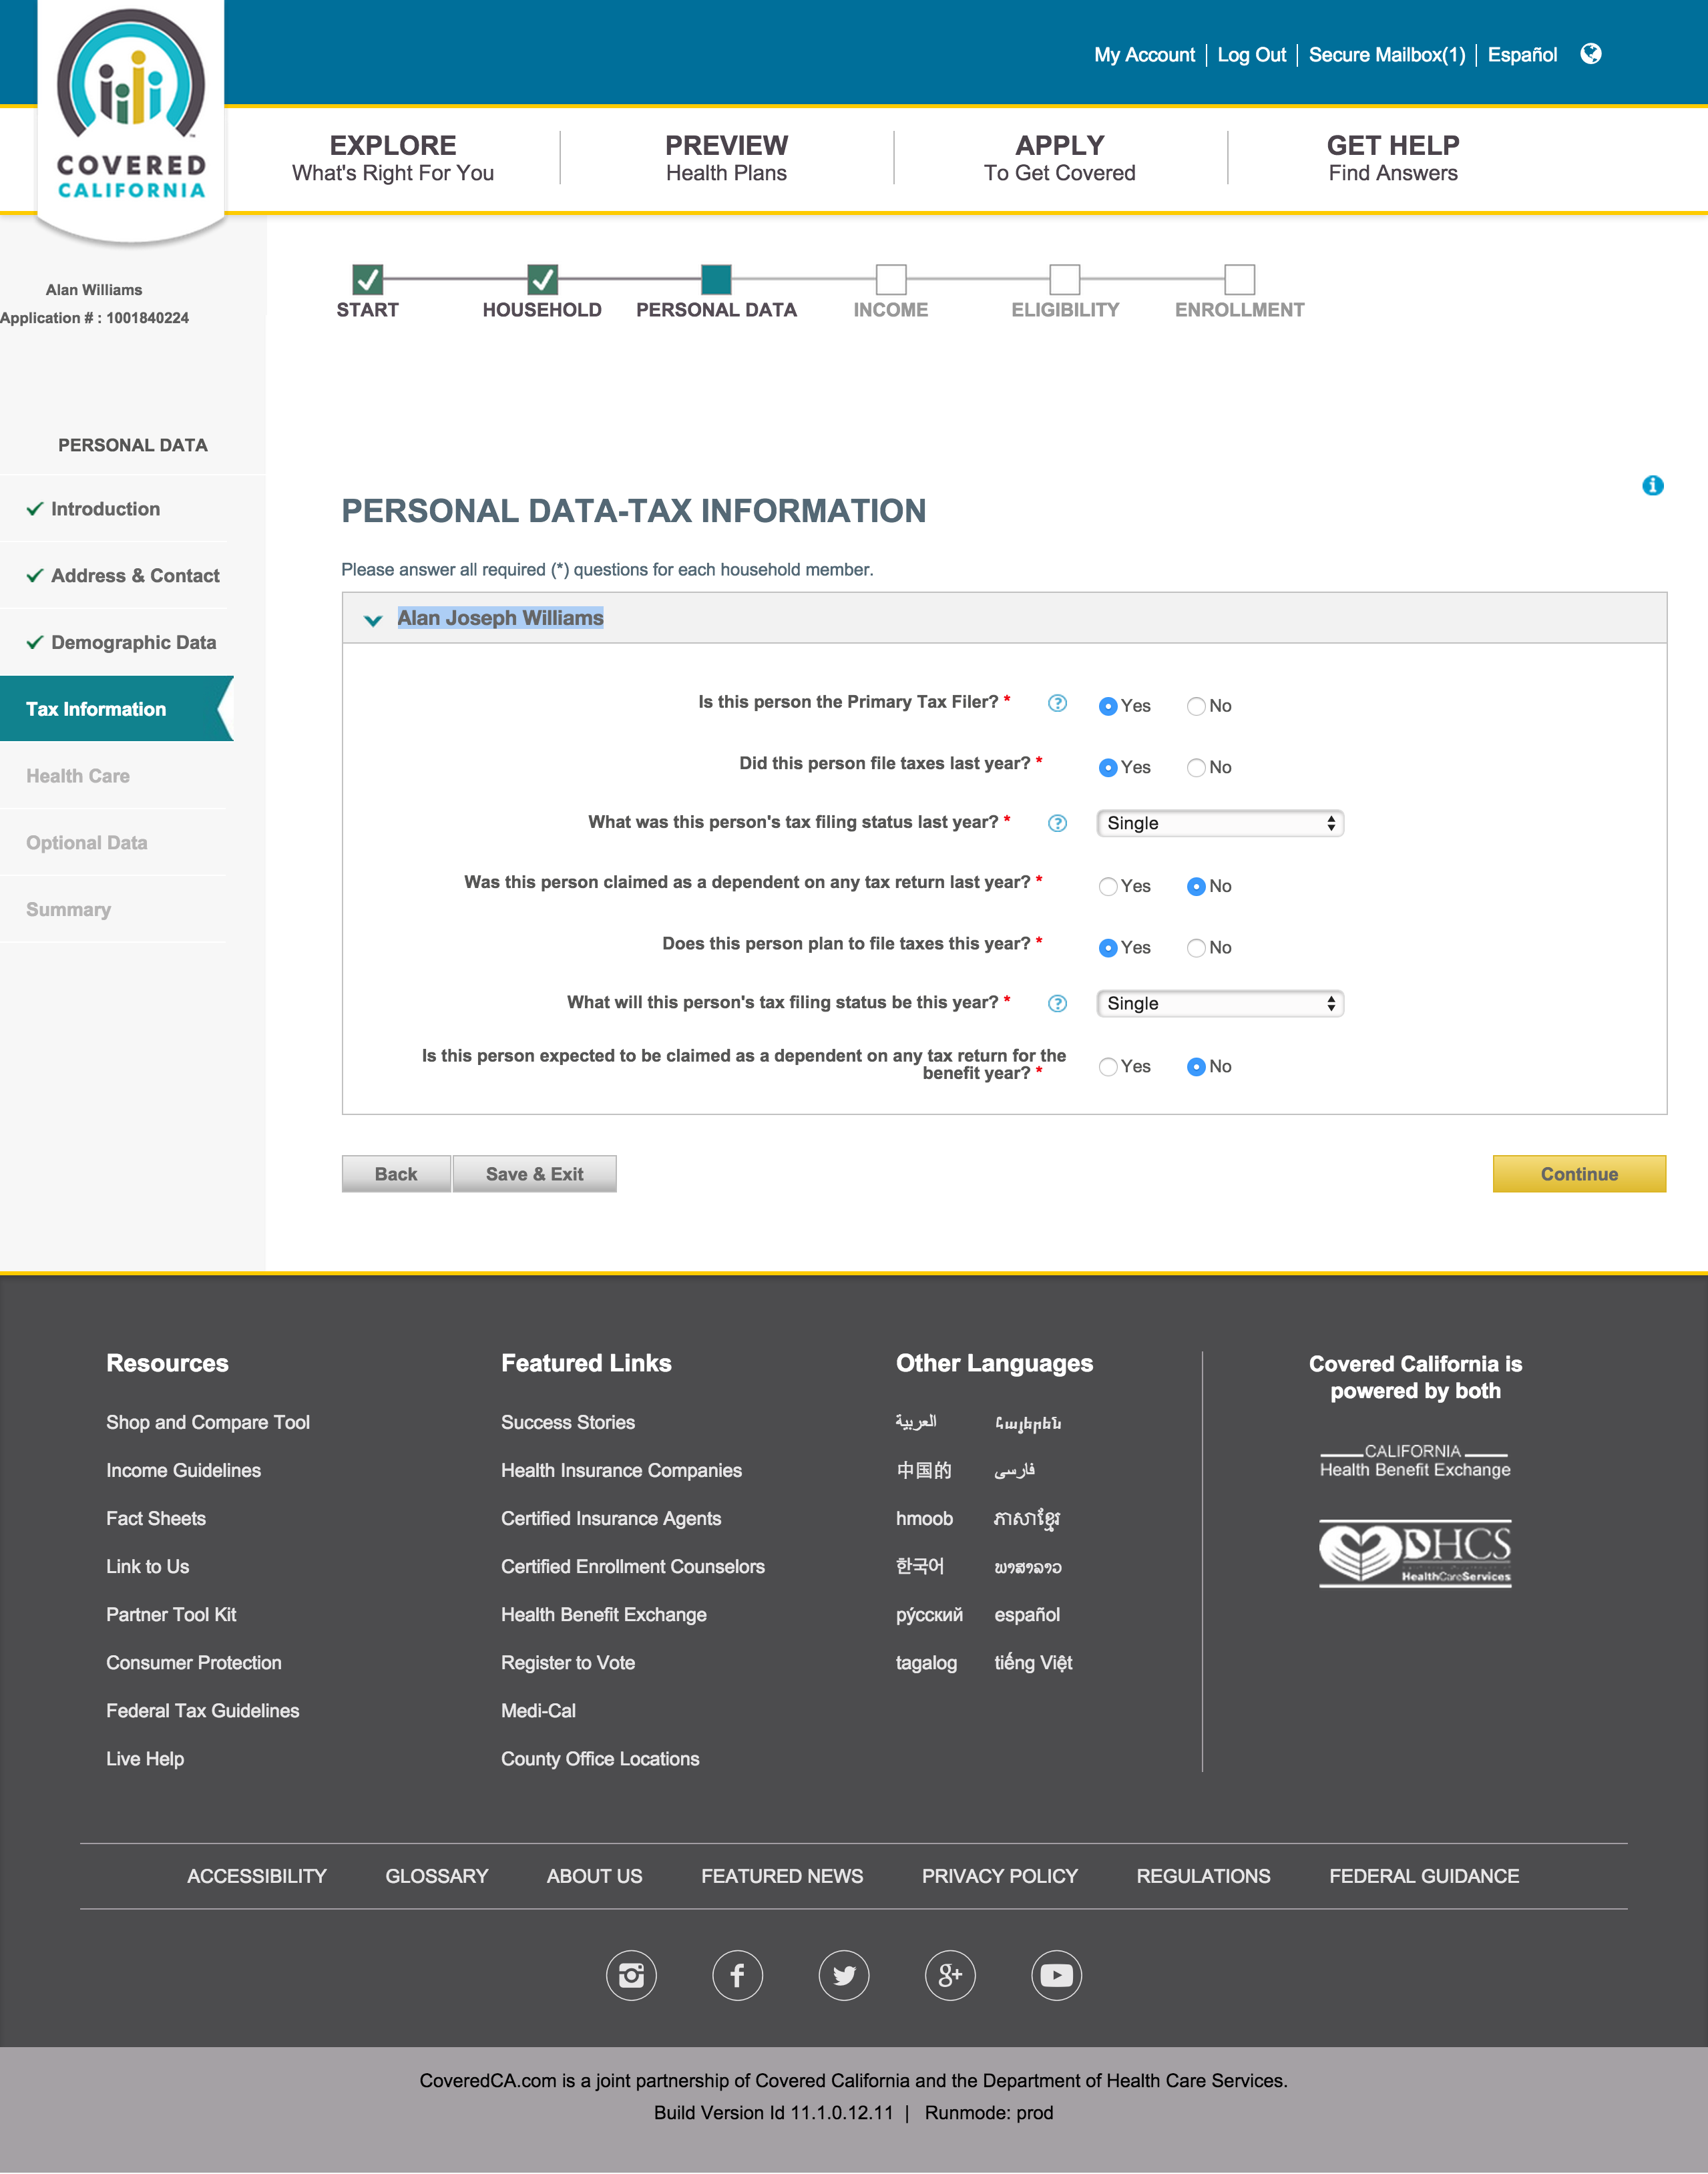 COVERED
CALIFORNIA
My Account | Log Out | Secure Mailbox(1) | Español
EXPLORE
What's Right For You
PREVIEW
Health Plans
APPLY
To Get Covered
GET HELP
Find Answers
Alan Williams
Application # : 1001840224
START
HOUSEHOLD
PERSONAL DATA
INCOME
ELIGIBILITY
ENROLLMENT
PERSONAL DATA
Introduction
Address & Contact
Demographic Data
Tax Information
Health Care
Optional Data
Summary
PERSONAL DATA-TAX INFORMATION
Please answer all required (*) questions for each household member.
Alan Joseph Williams
Is this person the Primary Tax Filer? * ? Yes No
Did this person file taxes last year? * Yes No
What was this person's tax filing status last year? * ? Single
Was this person claimed as a dependent on any tax return last year? * Yes No
Does this person plan to file taxes this year? * Yes No
What will this person's tax filing status be this year? * ? Single
Is this person expected to be claimed as a dependent on any tax return for the
benefit year? * Yes No
Back
Save & Exit
Continue
Resources
Shop and Compare Tool
Income Guidelines
Fact Sheets
Link to Us
Partner Tool Kit
Consumer Protection
Federal Tax Guidelines
Live Help
Featured Links
Success Stories
Health Insurance Companies
Certified Insurance Agents
Certified Enrollment Counselors
Health Benefit Exchange
Register to Vote
Medi-Cal
County Office Locations
Other Languages
العربية Հայերեն
中国的 فارسی
hmoob ភាសាខ្មែរ
한국어 ພາສາລາວ
ру́сский español
tagalog tiếng Việt
Covered California is
powered by both
CALIFORNIA
Health Benefit Exchange
DHCS
HealthCareServices
ACCESSIBILITY GLOSSARY ABOUT US FEATURED NEWS PRIVACY POLICY REGULATIONS FEDERAL GUIDANCE
CoveredCA.com is a joint partnership of Covered California and the Department of Health Care Services.
Build Version Id 11.1.0.12.11 | Runmode: prod